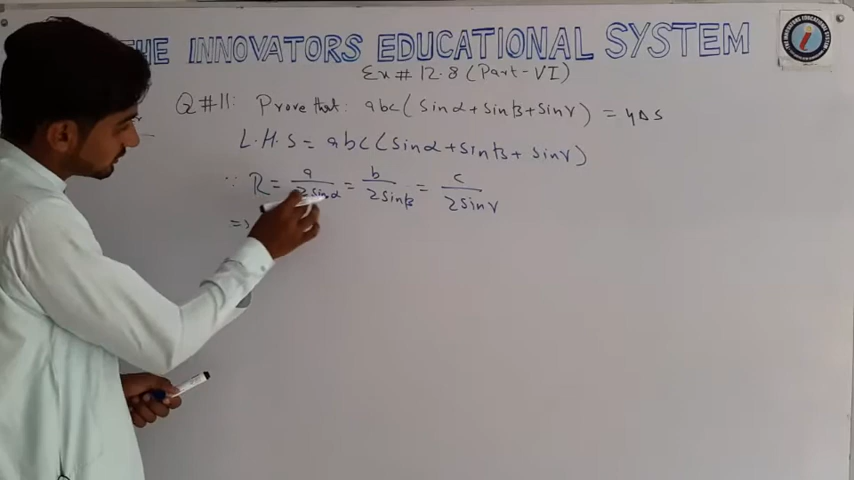 THE INNOVATORS EDUCATIONAL SYSTEM
Ex # 12.8 (Part-VI)
Q #11: Prove that: abc (sinα + sinβ + sinγ) = 4Δs
L.H.S = abc (sinα + sinβ + sinγ)
∵ R = a/2sinα = b/2sinβ = c/2sinγ
⇒